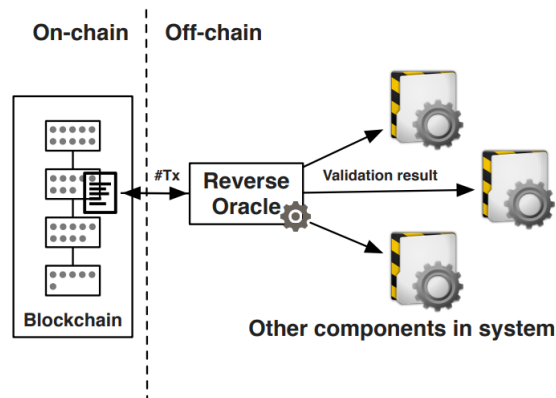 On-chain
Off-chain
#Tx
Reverse
Oracle
Validation result
Blockchain
Other components in system